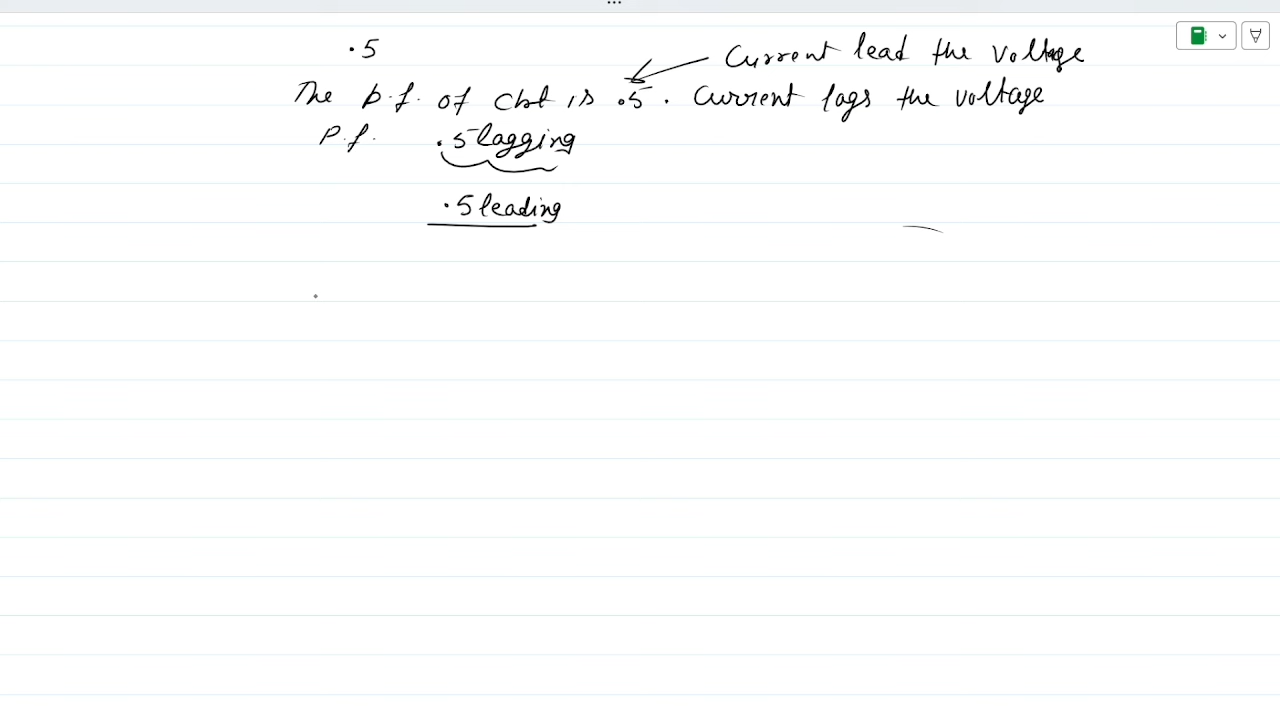 .5
Current lead the voltage
The p.f. of ckt is .5. Current lags the voltage
P.f. .5 lagging
.5 leading